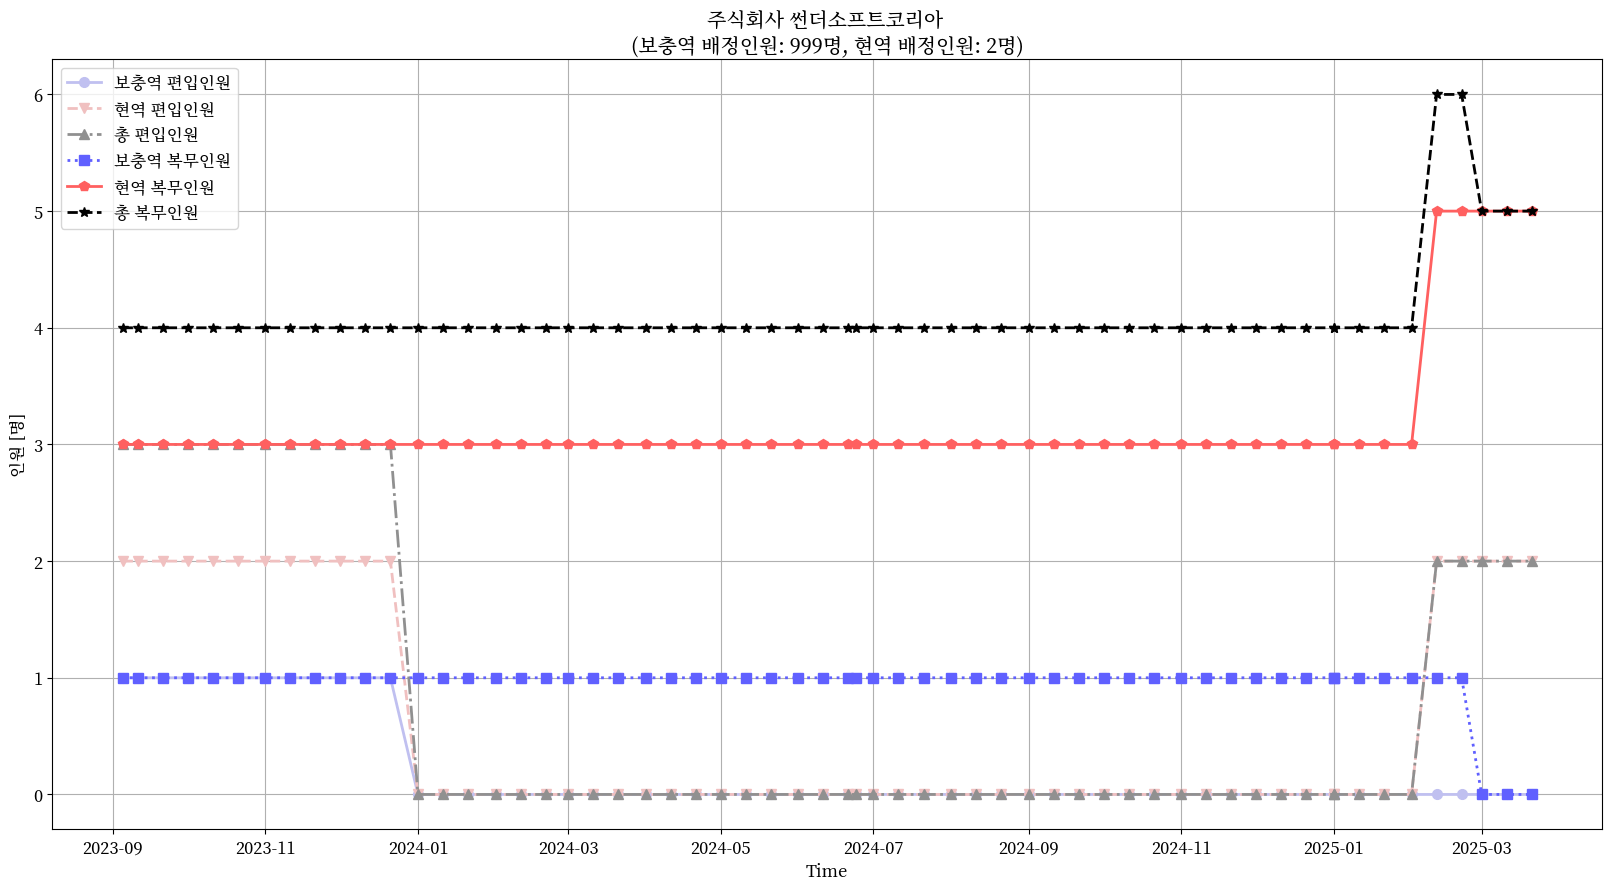 주식회사 썬더소프트코리아
(보충역 배정인원: 999명, 현역 배정인원: 2명)
보충역 편입인원
현역 편입인원
총 편입인원
보충역 복무인원
현역 복무인원
총 복무인원
인원 [명]
6
5
4
3
2
1
0
2023-09 2023-11 2024-01 2024-03 2024-05 2024-07 2024-09 2024-11 2025-01 2025-03
Time